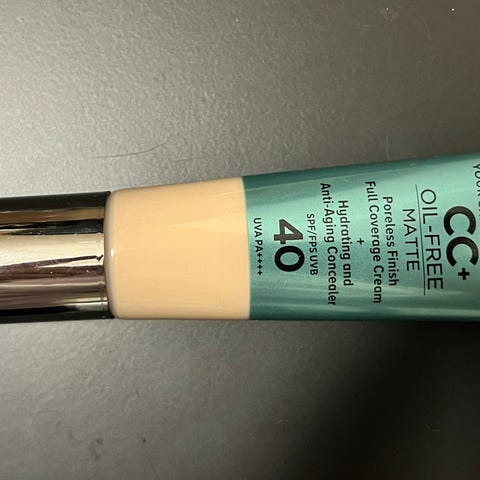 CC+
OIL-FREE
MATTE
Poreless Finish
Full Coverage Cream
+
Hydrating and
Anti-Aging Concealer
SPF/FPS UVB
40
UVA PA++++